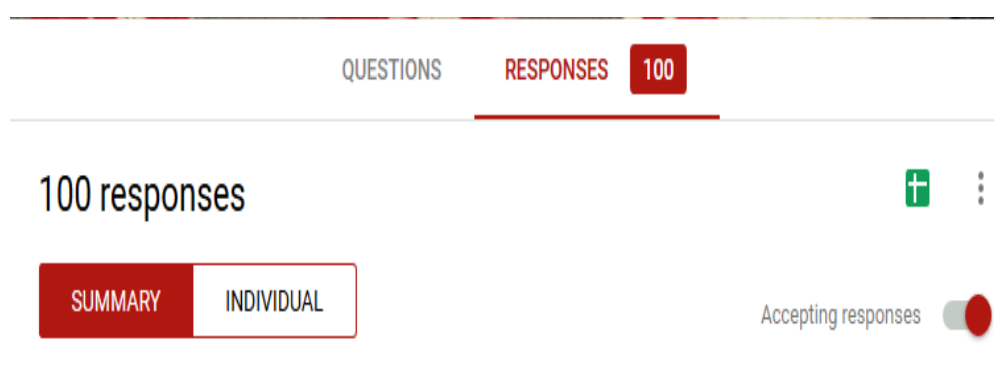 QUESTIONS RESPONSES 100
100 responses
SUMMARY INDIVIDUAL
Accepting responses